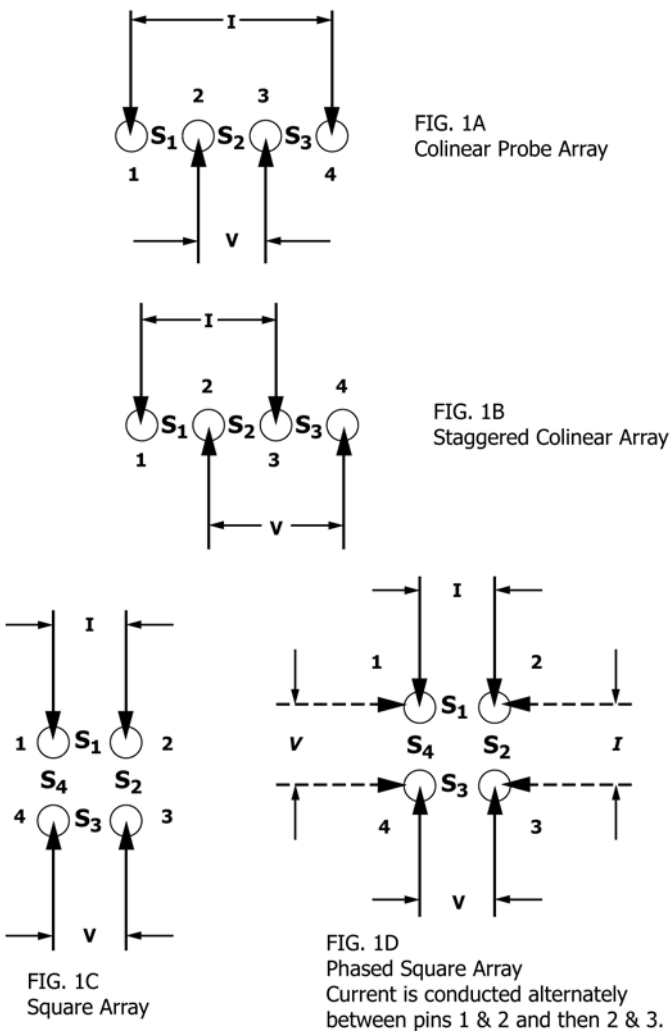 I
2 3
S1 S2 S3
1 4
V
FIG. 1A
Colinear Probe Array
I
2 4
S1 S2 S3
1 3
V
FIG. 1B
Staggered Colinear Array
I
1 S1 2
S4 S2
4 S3 3
V
FIG. 1C
Square Array
I
1 2
S1
V S4 S2 I
S3
4 3
V
FIG. 1D
Phased Square Array
Current is conducted alternately
between pins 1 & 2 and then 2 & 3.